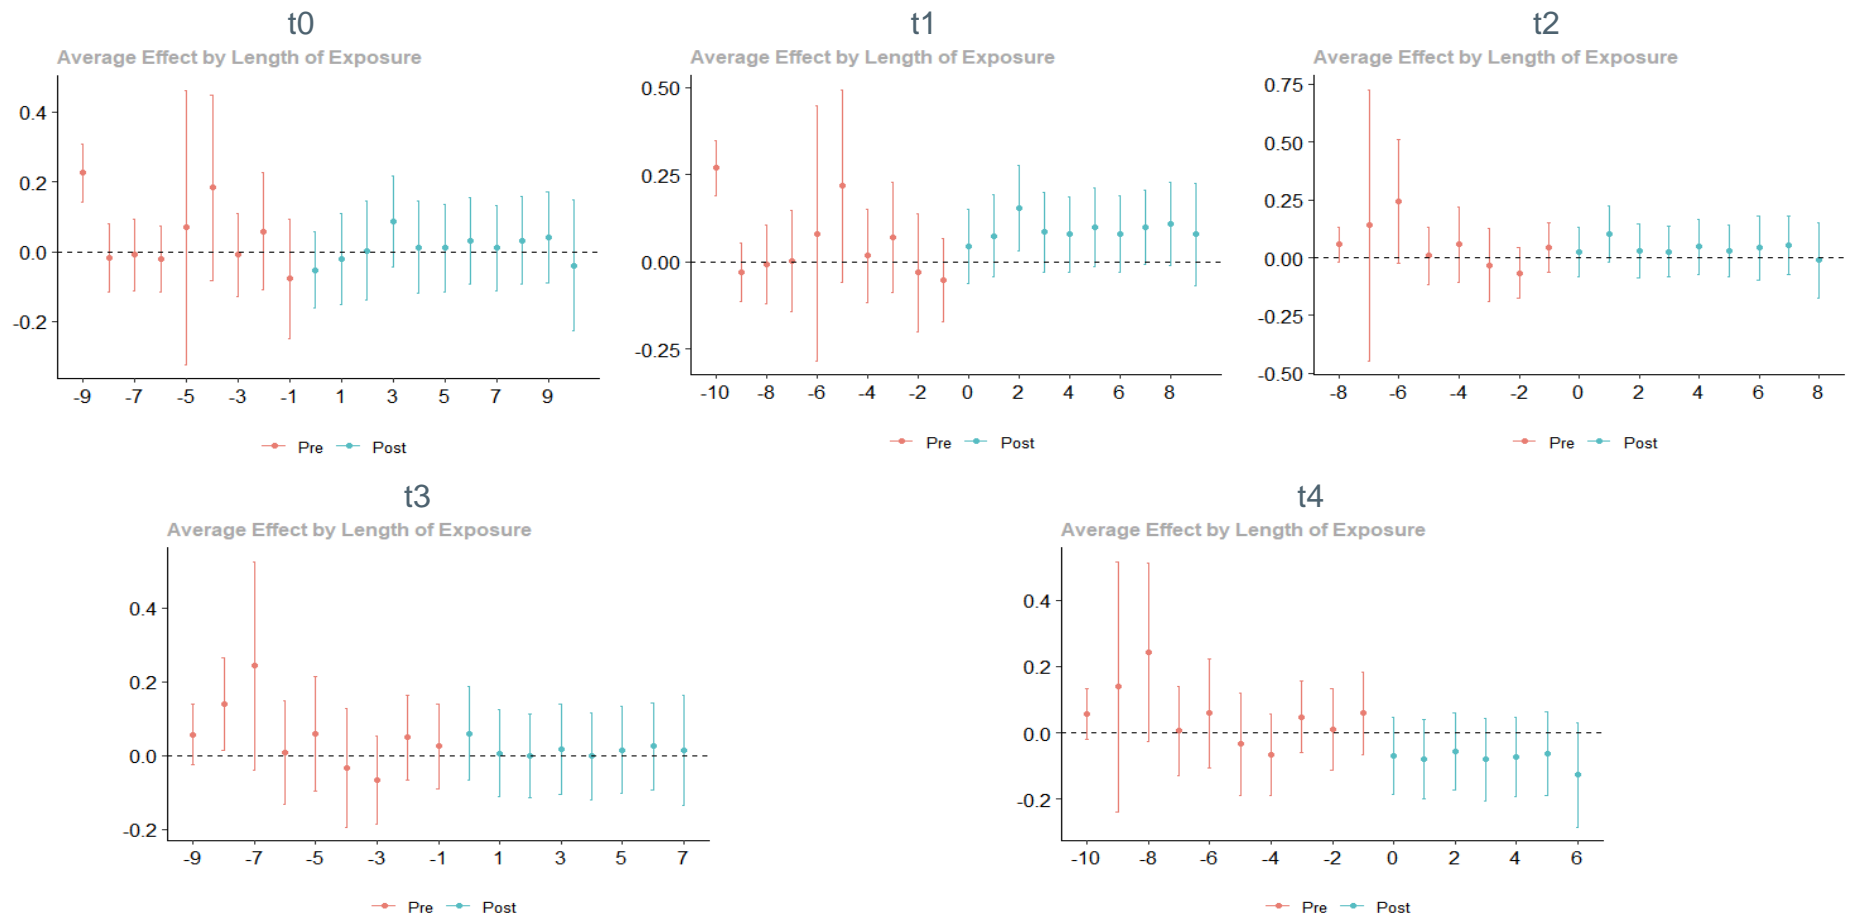 t0
Average Effect by Length of Exposure
0.4
0.2
0.0
-0.2
-9 -7 -5 -3 -1 1 3 5 7 9
Pre Post
t1
Average Effect by Length of Exposure
0.50
0.25
0.00
-0.25
-10 -8 -6 -4 -2 0 2 4 6 8
Pre Post
t2
Average Effect by Length of Exposure
0.75
0.50
0.25
0.00
-0.25
-0.50
-8 -6 -4 -2 0 2 4 6 8
Pre Post
t3
Average Effect by Length of Exposure
0.4
0.2
0.0
-0.2
-9 -7 -5 -3 -1 1 3 5 7
Pre Post
t4
Average Effect by Length of Exposure
0.4
0.2
0.0
-0.2
-10 -8 -6 -4 -2 0 2 4 6
Pre Post